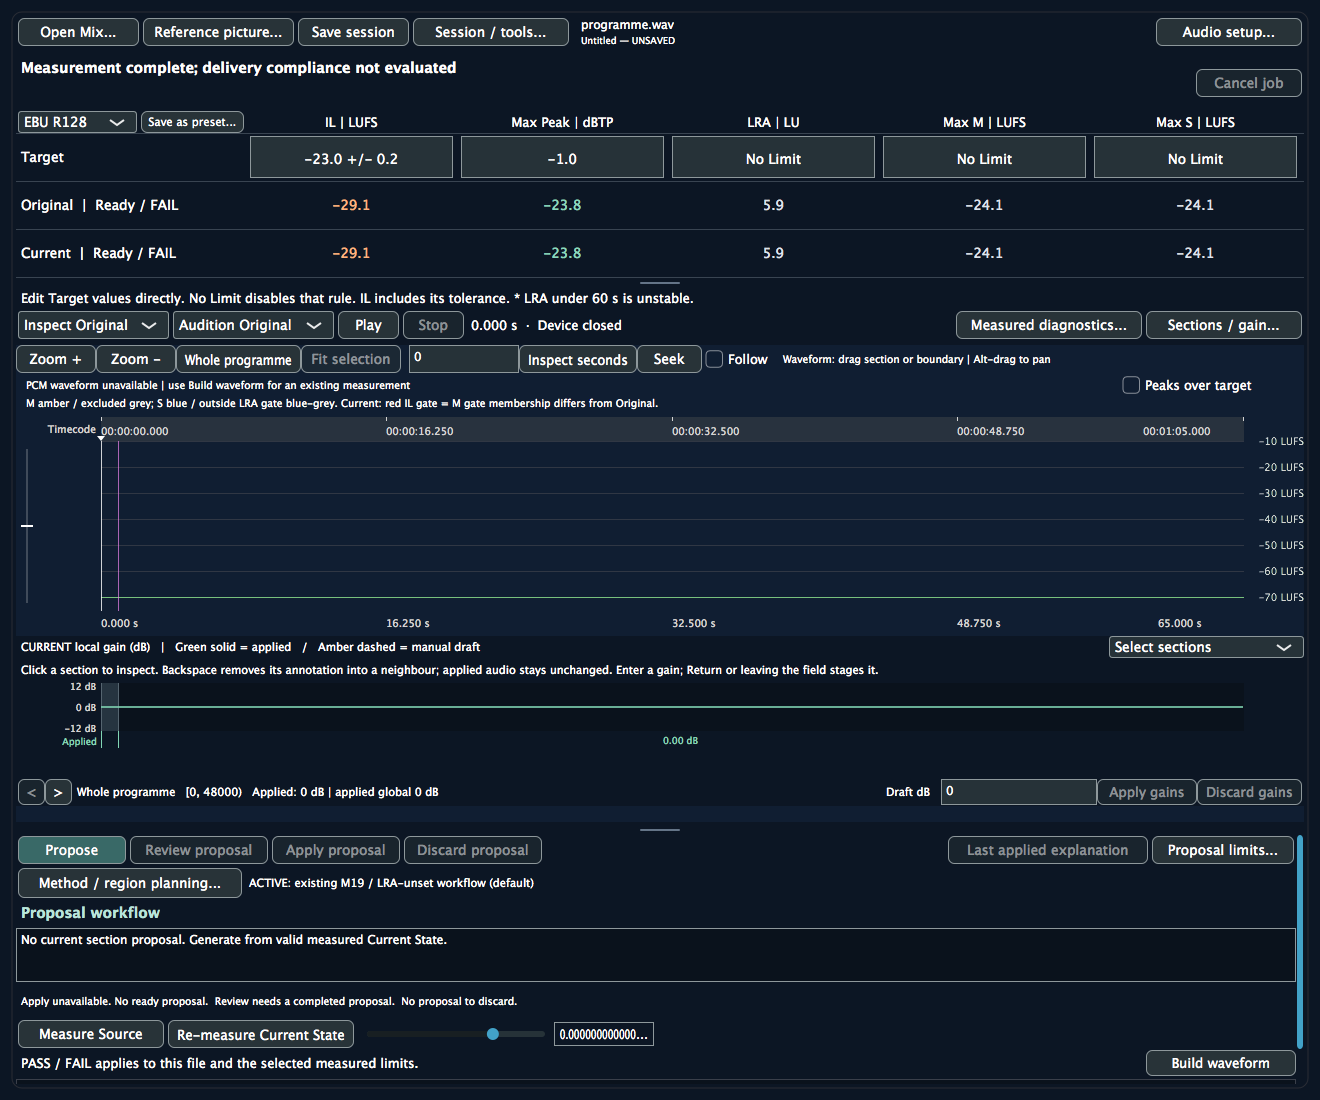 Open Mix... Reference picture... Save session Session / tools... programme.wav Audio setup...
Untitled — UNSAVED
Measurement complete; delivery compliance not evaluated
Cancel job
EBU R128 Save as preset... IL | LUFS Max Peak | dBTP LRA | LU Max M | LUFS Max S | LUFS
Target -23.0 +/- 0.2 -1.0 No Limit No Limit No Limit
Original | Ready / FAIL -29.1 -23.8 5.9 -24.1 -24.1
Current | Ready / FAIL -29.1 -23.8 5.9 -24.1 -24.1
Edit Target values directly. No Limit disables that rule. IL includes its tolerance. * LRA under 60 s is unstable.
Inspect Original Audition Original Play Stop 0.000 s · Device closed Measured diagnostics... Sections / gain...
Zoom + Zoom – Whole programme Fit selection 0 Inspect seconds Seek Follow Waveform: drag section or boundary | Alt-drag to pan
PCM waveform unavailable | use Build waveform for an existing measurement Peaks over target
M amber / excluded grey; S blue / outside LRA gate blue-grey. Current: red IL gate = M gate membership differs from Original.
Timecode 00:00:00.000 00:00:16.250 00:00:32.500 00:00:48.750 00:01:05.000
-10 LUFS
-20 LUFS
-30 LUFS
-40 LUFS
-50 LUFS
-60 LUFS
-70 LUFS
0.000 s 16.250 s 32.500 s 48.750 s 65.000 s
CURRENT local gain (dB) | Green solid = applied / Amber dashed = manual draft Select sections
Click a section to inspect. Backspace removes its annotation into a neighbour; applied audio stays unchanged. Enter a gain; Return or leaving the field stages it.
12 dB
0 dB
-12 dB
Applied 0.00 dB
< > Whole programme [0, 48000) Applied: 0 dB | applied global 0 dB Draft dB 0 Apply gains Discard gains
Propose Review proposal Apply proposal Discard proposal Last applied explanation Proposal limits...
Method / region planning... ACTIVE: existing M19 / LRA-unset workflow (default)
Proposal workflow
No current section proposal. Generate from valid measured Current State.
Apply unavailable. No ready proposal. Review needs a completed proposal. No proposal to discard.
Measure Source Re-measure Current State 0.000000000000...
PASS / FAIL applies to this file and the selected measured limits. Build waveform